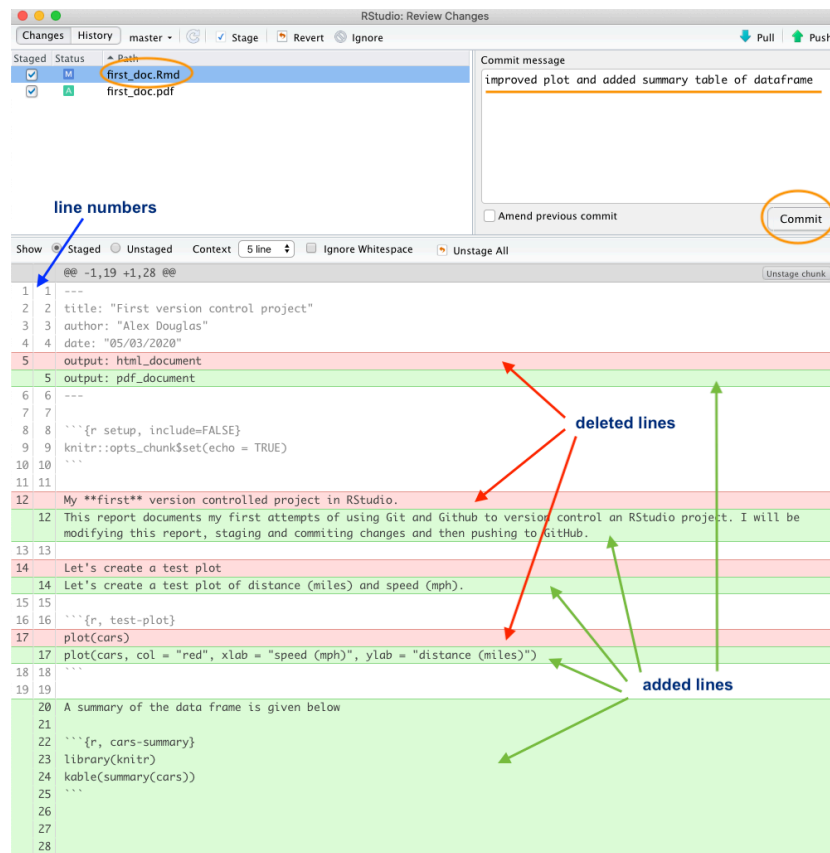 RStudio: Review Changes
Changes History master Stage Revert Ignore Pull Push
Staged Status Path
M first_doc.Rmd
A first_doc.pdf
Commit message
improved plot and added summary table of dataframe
Amend previous commit
Commit
line numbers
Show Staged Unstaged Context 5 line Ignore Whitespace Unstage All
@@ -1,19 +1,28 @@ Unstage chunk
1 1 ---
2 2 title: "First version control project"
3 3 author: "Alex Douglas"
4 4 date: "05/03/2020"
5 output: html_document
5 output: pdf_document
6 6 ---
7 7
8 8 ```{r setup, include=FALSE}
9 9 knitr::opts_chunk$set(echo = TRUE)
10 10 ```
11 11
12 My **first** version controlled project in RStudio.
12 This report documents my first attempts of using Git and Github to version control an RStudio project. I will be
modifying this report, staging and commiting changes and then pushing to GitHub.
13 13
14 Let's create a test plot
14 Let's create a test plot of distance (miles) and speed (mph).
15 15
16 16 ```{r, test-plot}
17 plot(cars)
17 plot(cars, col = "red", xlab = "speed (mph)", ylab = "distance (miles)")
18 18 ```
19 19
20 A summary of the data frame is given below
21
22 ```{r, cars-summary}
23 library(knitr)
24 kable(summary(cars))
25 ```
26
27
28
deleted lines
added lines